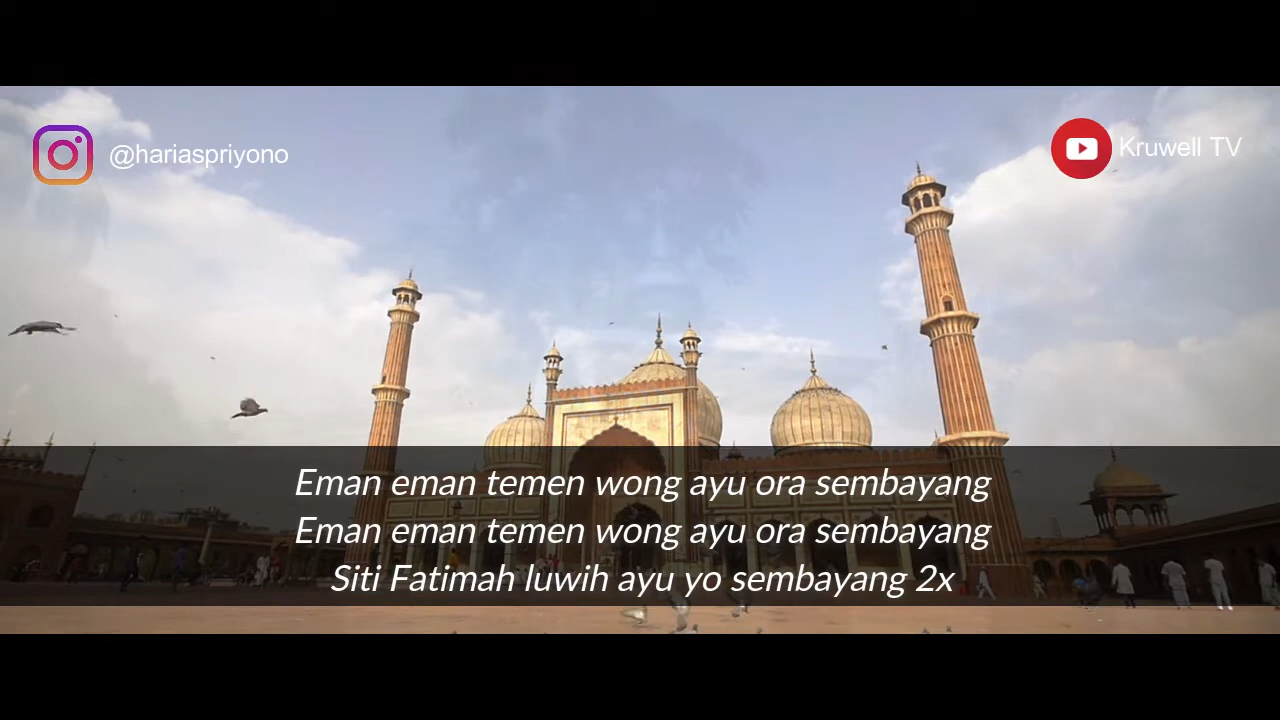 @hariaspriyono
Kruwell TV
Eman eman temen wong ayu ora sembayang
Eman eman temen wong ayu ora sembayang
Siti Fatimah luwih ayu yo sembayang 2x